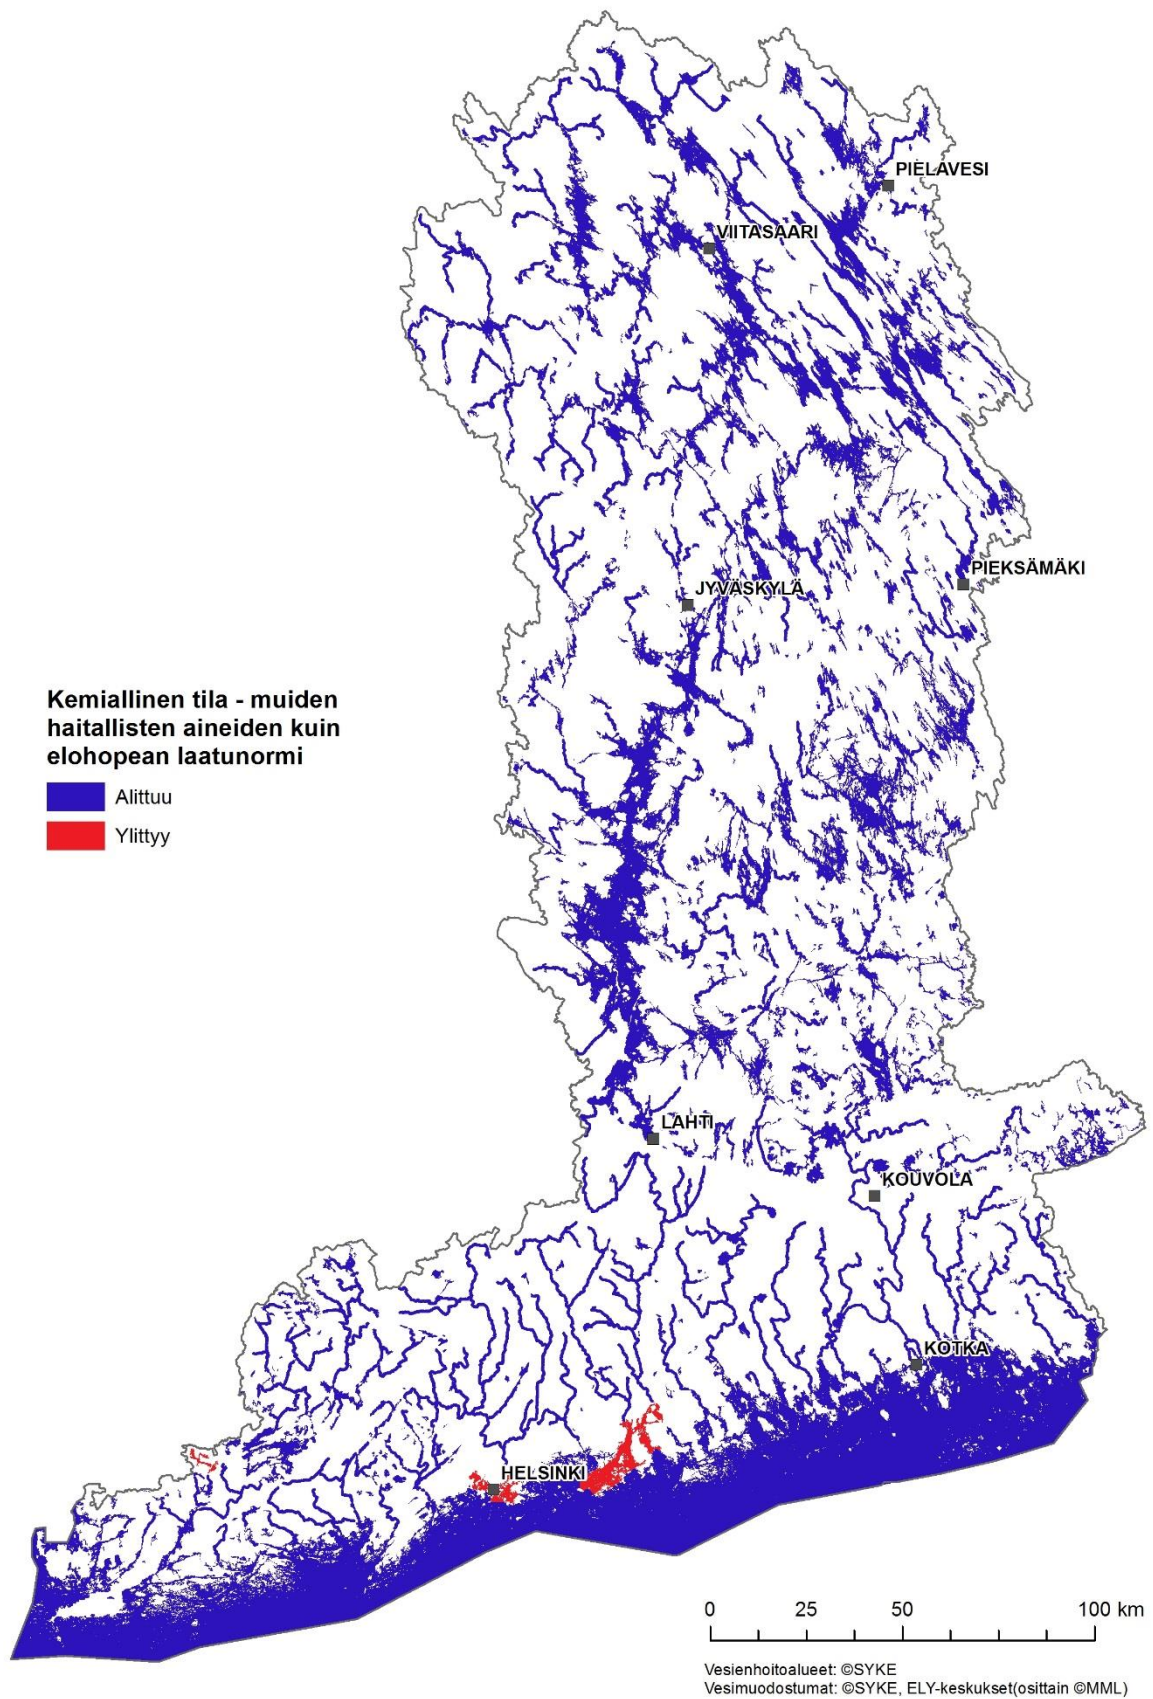 PIELAVESI
VIITASAARI
PIEKSÄMÄKI
JYVÄSKYLÄ
Kemiallinen tila - muiden
haitallisten aineiden kuin
elohopean laatunormi
Alittuu
Ylittyy
LAHTI
KOUVOLA
KOTKA
HELSINKI
0 25 50 100 km
Vesienhoitoalueet: ©SYKE
Vesimuodostumat: ©SYKE, ELY-keskukset(osittain ©MML)